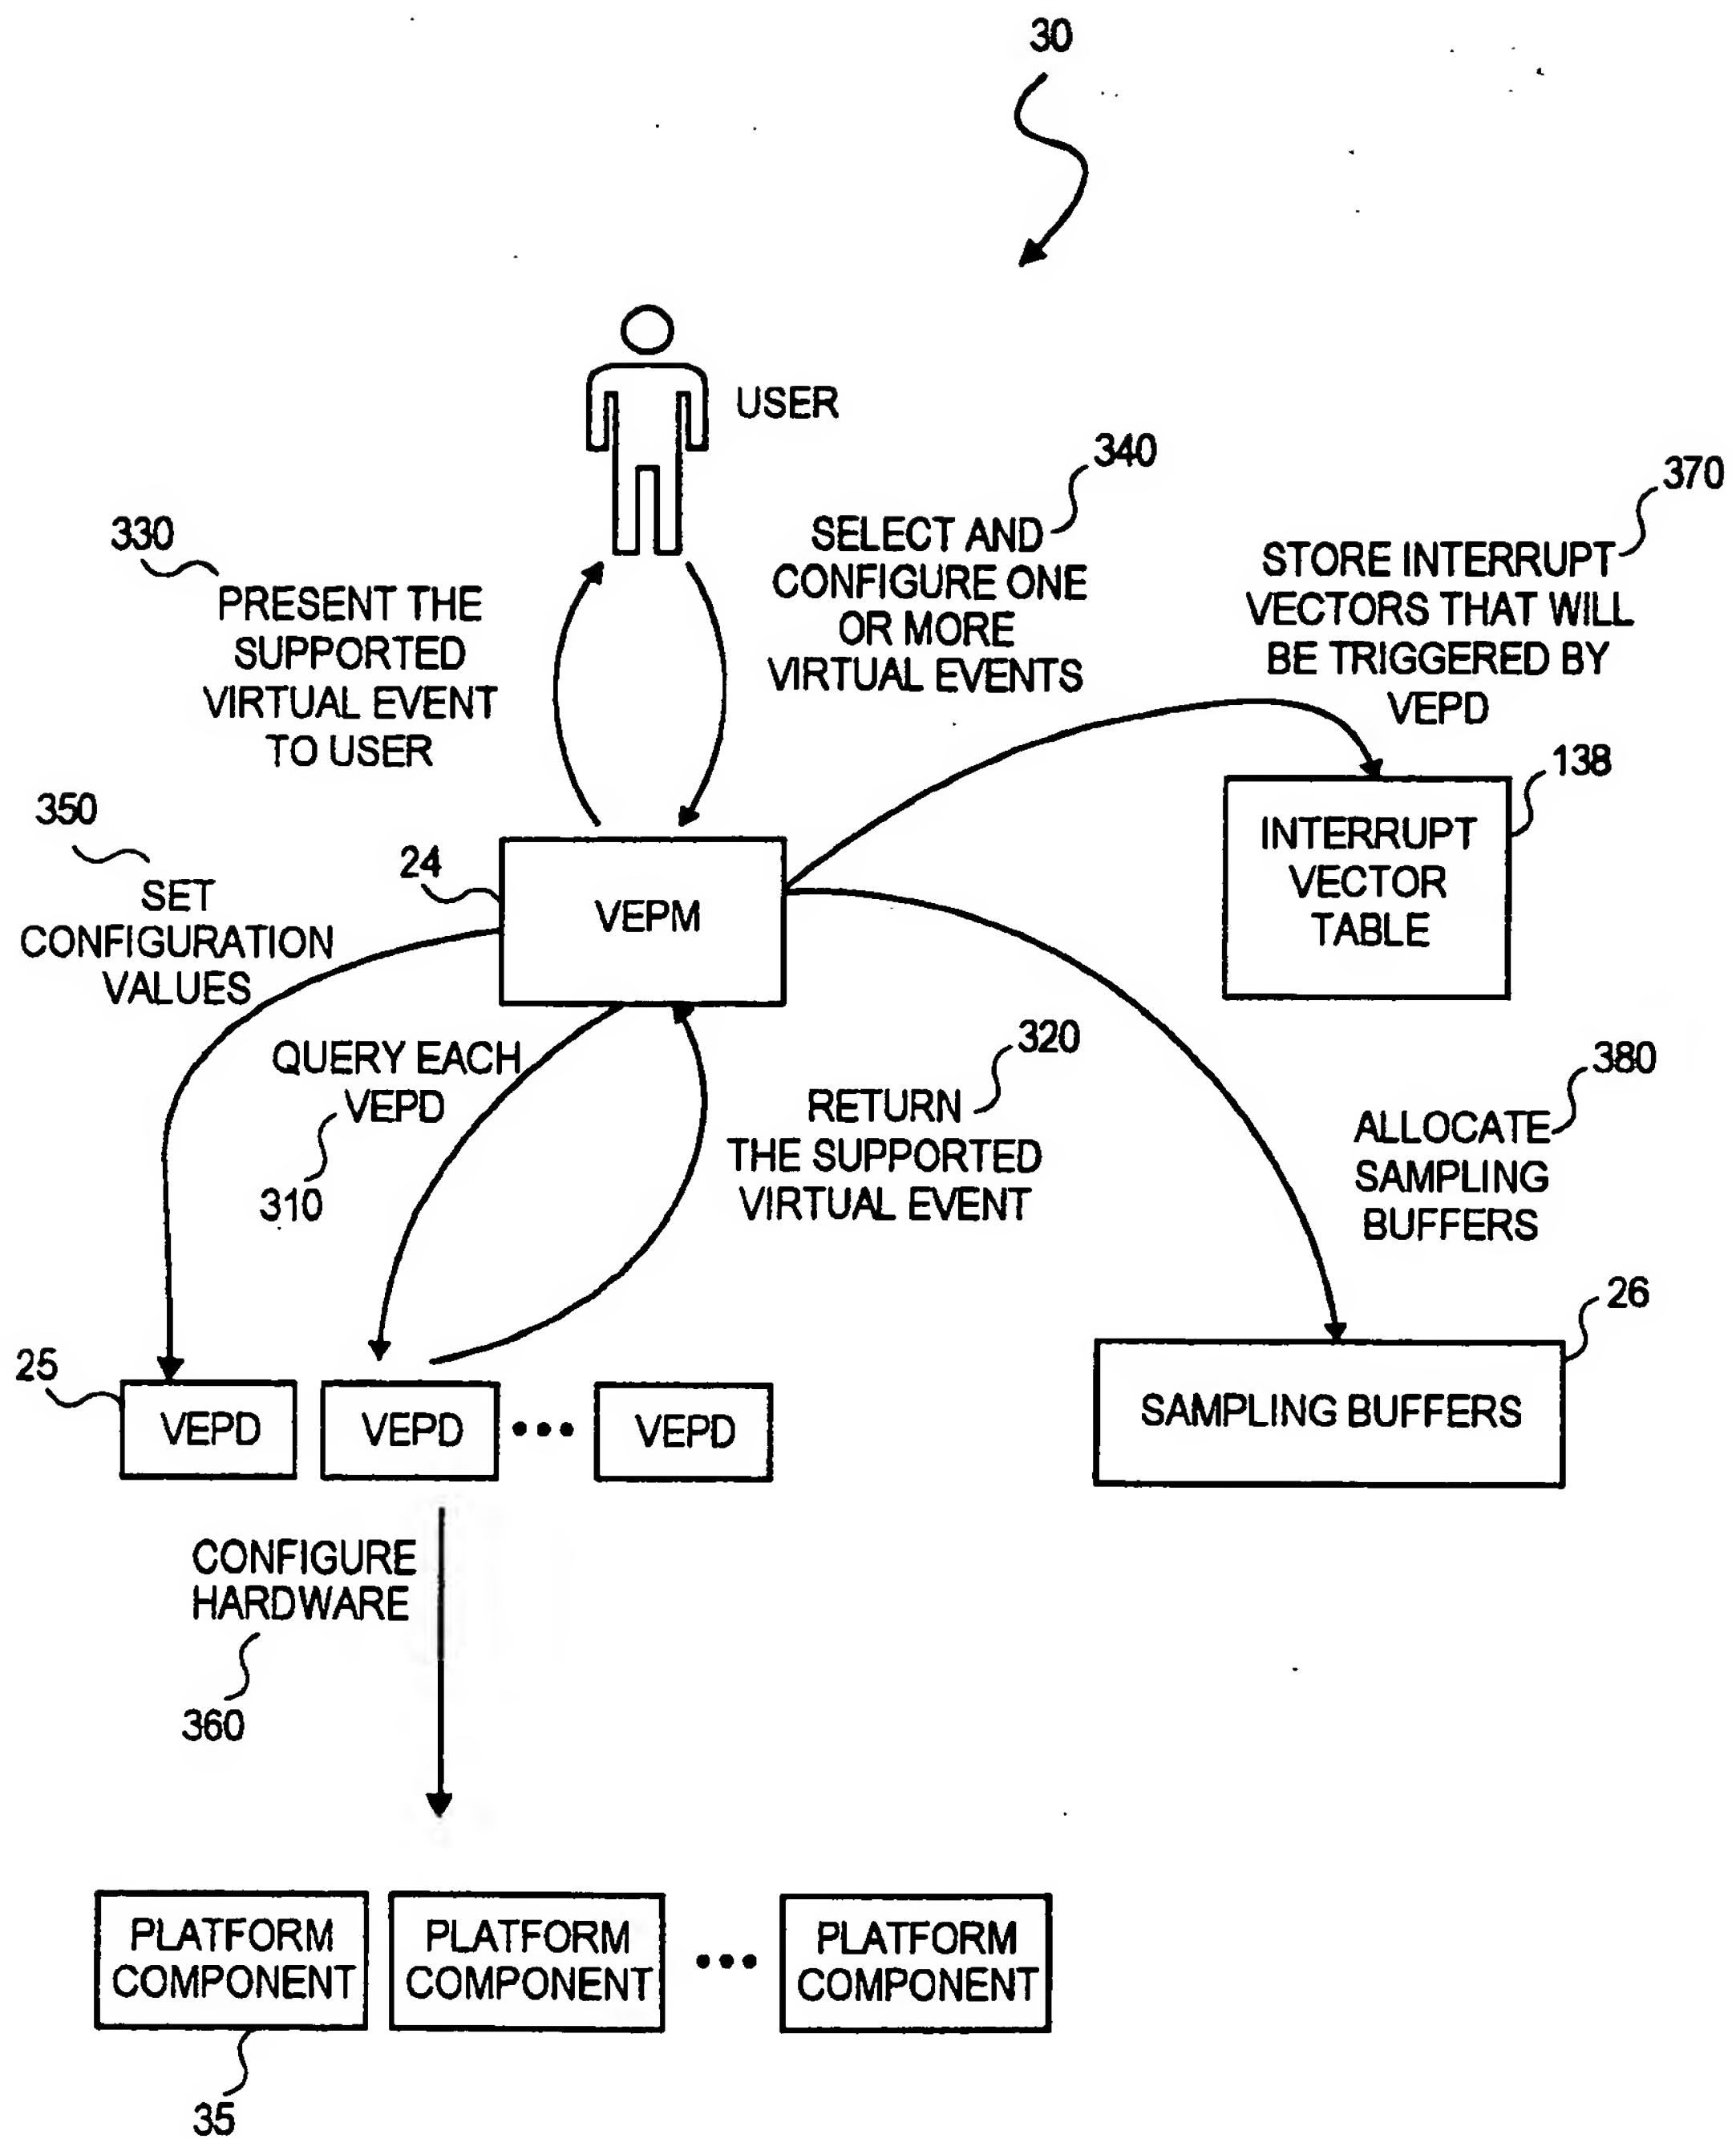 30
USER
340
SELECT AND
CONFIGURE ONE
OR MORE
VIRTUAL EVENTS
370
STORE INTERRUPT
VECTORS THAT WILL
BE TRIGGERED BY
VEPD
330
PRESENT THE
SUPPORTED
VIRTUAL EVENT
TO USER
138
INTERRUPT
VECTOR
TABLE
350
SET
CONFIGURATION
VALUES
24
VEPM
QUERY EACH
VEPD
310
320
RETURN
THE SUPPORTED
VIRTUAL EVENT
380
ALLOCATE
SAMPLING
BUFFERS
26
SAMPLING BUFFERS
25
VEPD
VEPD
VEPD
CONFIGURE
HARDWARE
360
PLATFORM
COMPONENT
PLATFORM
COMPONENT
PLATFORM
COMPONENT
35